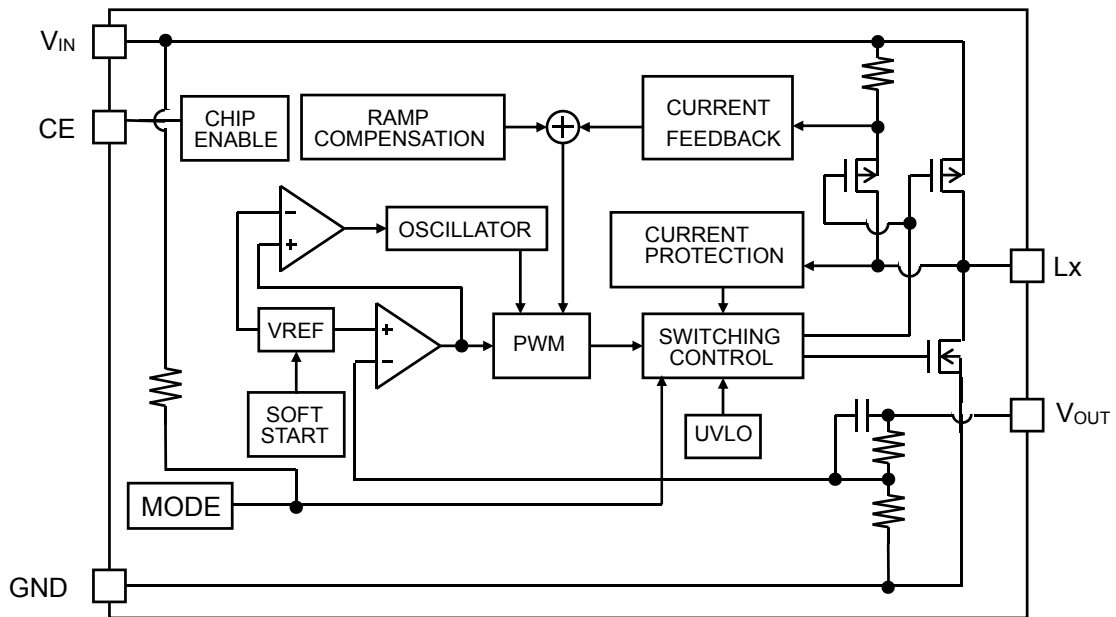 VIN
CE
CHIP
ENABLE
RAMP
COMPENSATION
+
CURRENT
FEEDBACK
-
+
OSCILLATOR
CURRENT
PROTECTION
Lx
VREF
+
-
PWM
SWITCHING
CONTROL
SOFT
START
UVLO
VOUT
MODE
GND